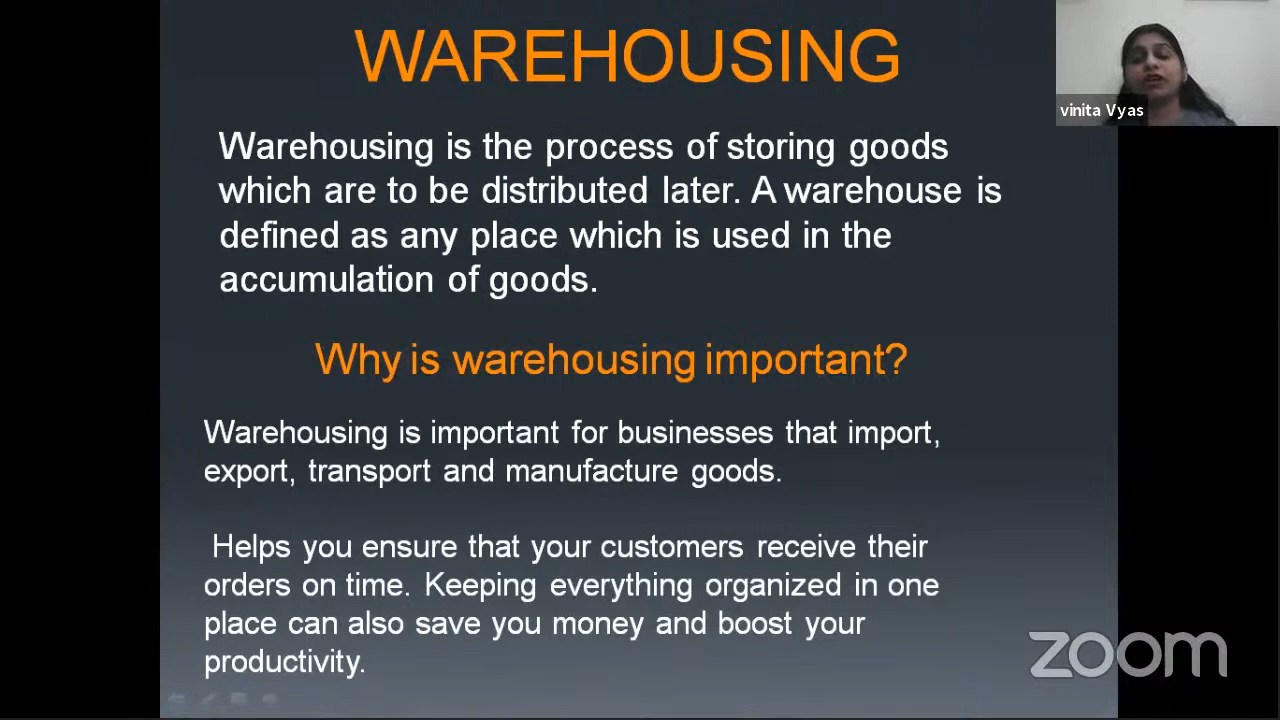 WAREHOUSING
vinita Vyas
Warehousing is the process of storing goods
which are to be distributed later. A warehouse is
defined as any place which is used in the
accumulation of goods.
Why is warehousing important?
Warehousing is important for businesses that import,
export, transport and manufacture goods.
Helps you ensure that your customers receive their
orders on time. Keeping everything organized in one
place can also save you money and boost your
productivity.
zoom